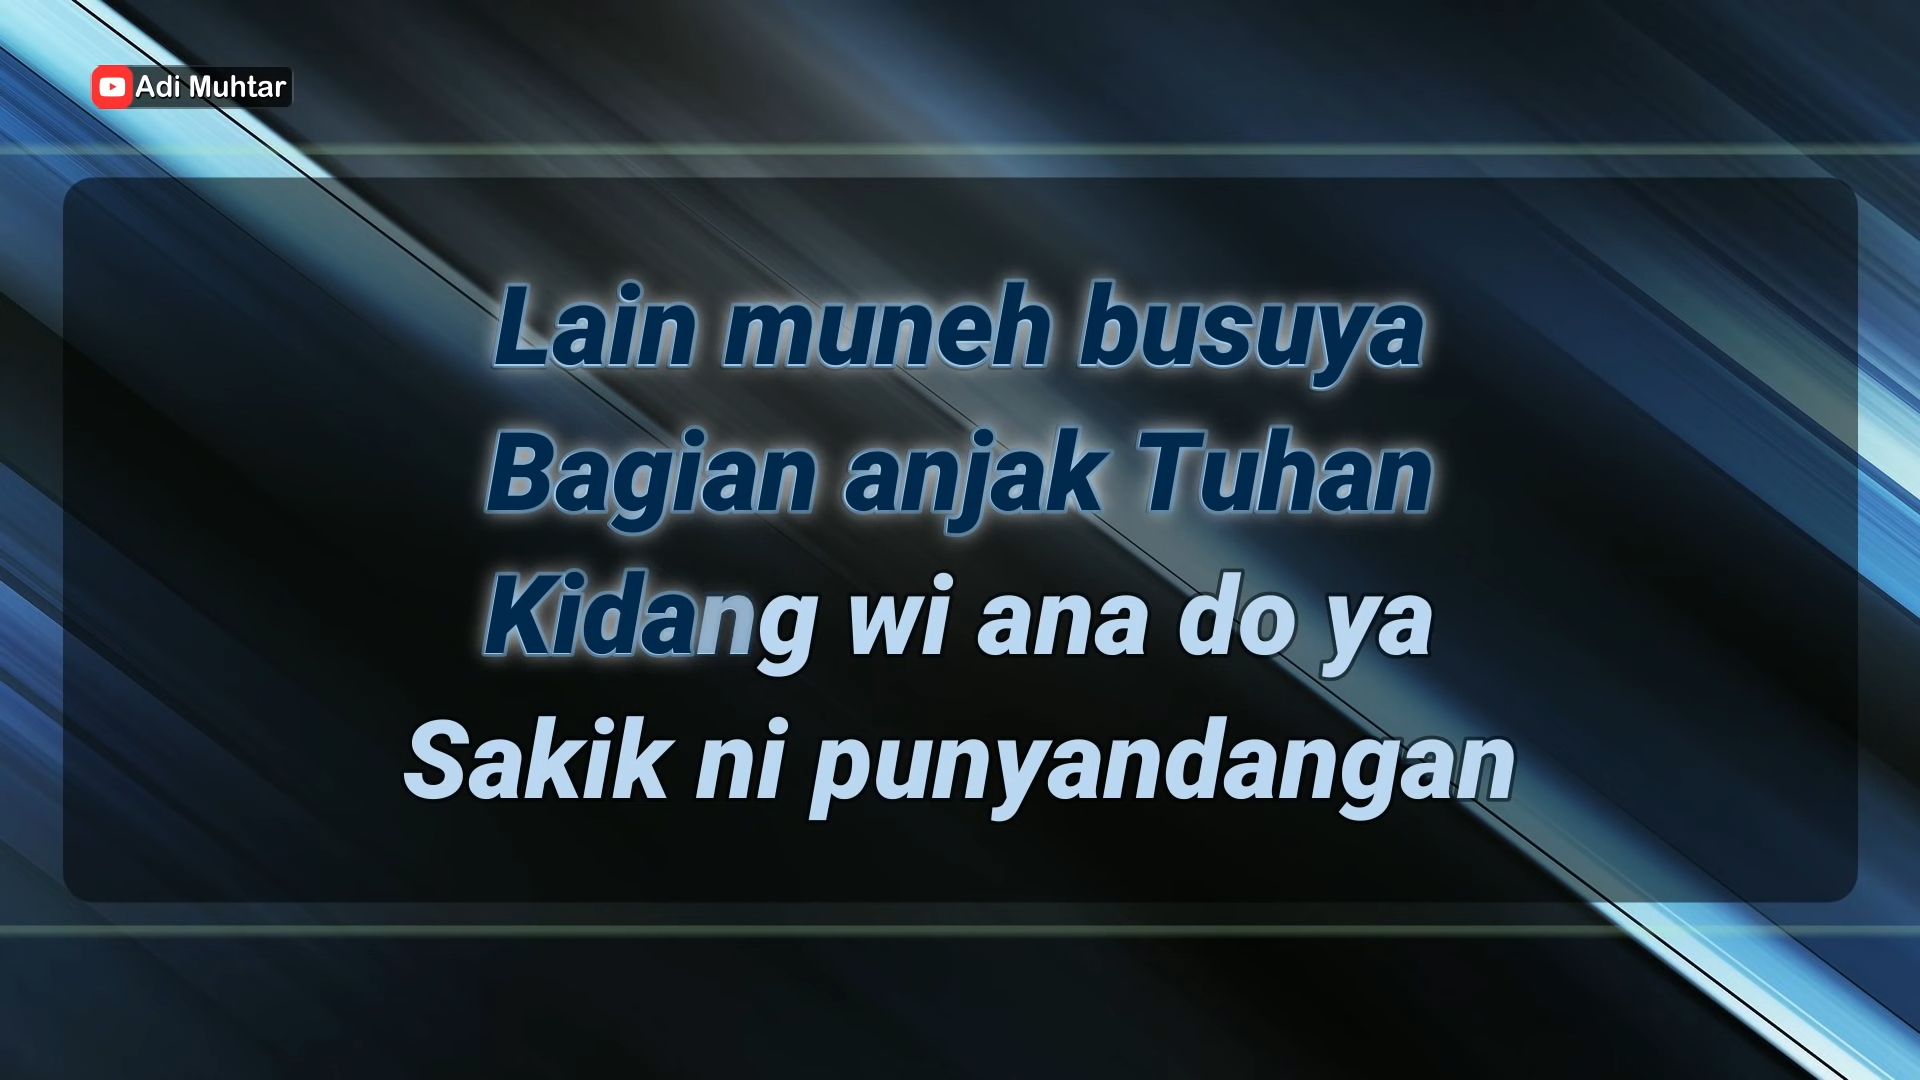 Adi Muhtar
Lain muneh busuya
Bagian anjak Tuhan
Kidang wi ana do ya
Sakik ni punyandangan